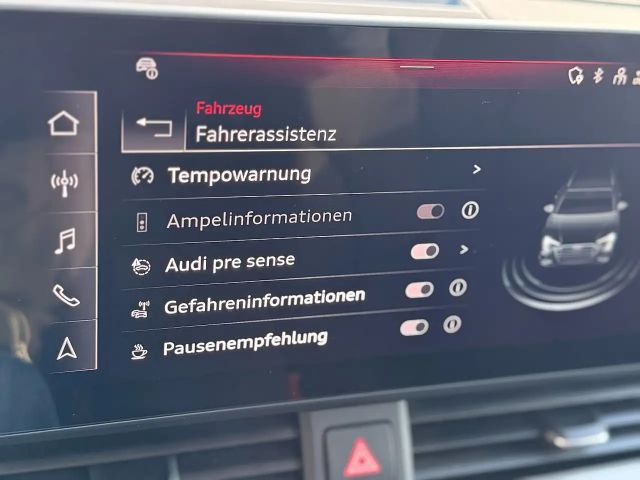 Fahrzeug
Fahrerassistenz
Tempowarnung
Ampelinformationen
Audi pre sense
Gefahreninformationen
Pausenempfehlung